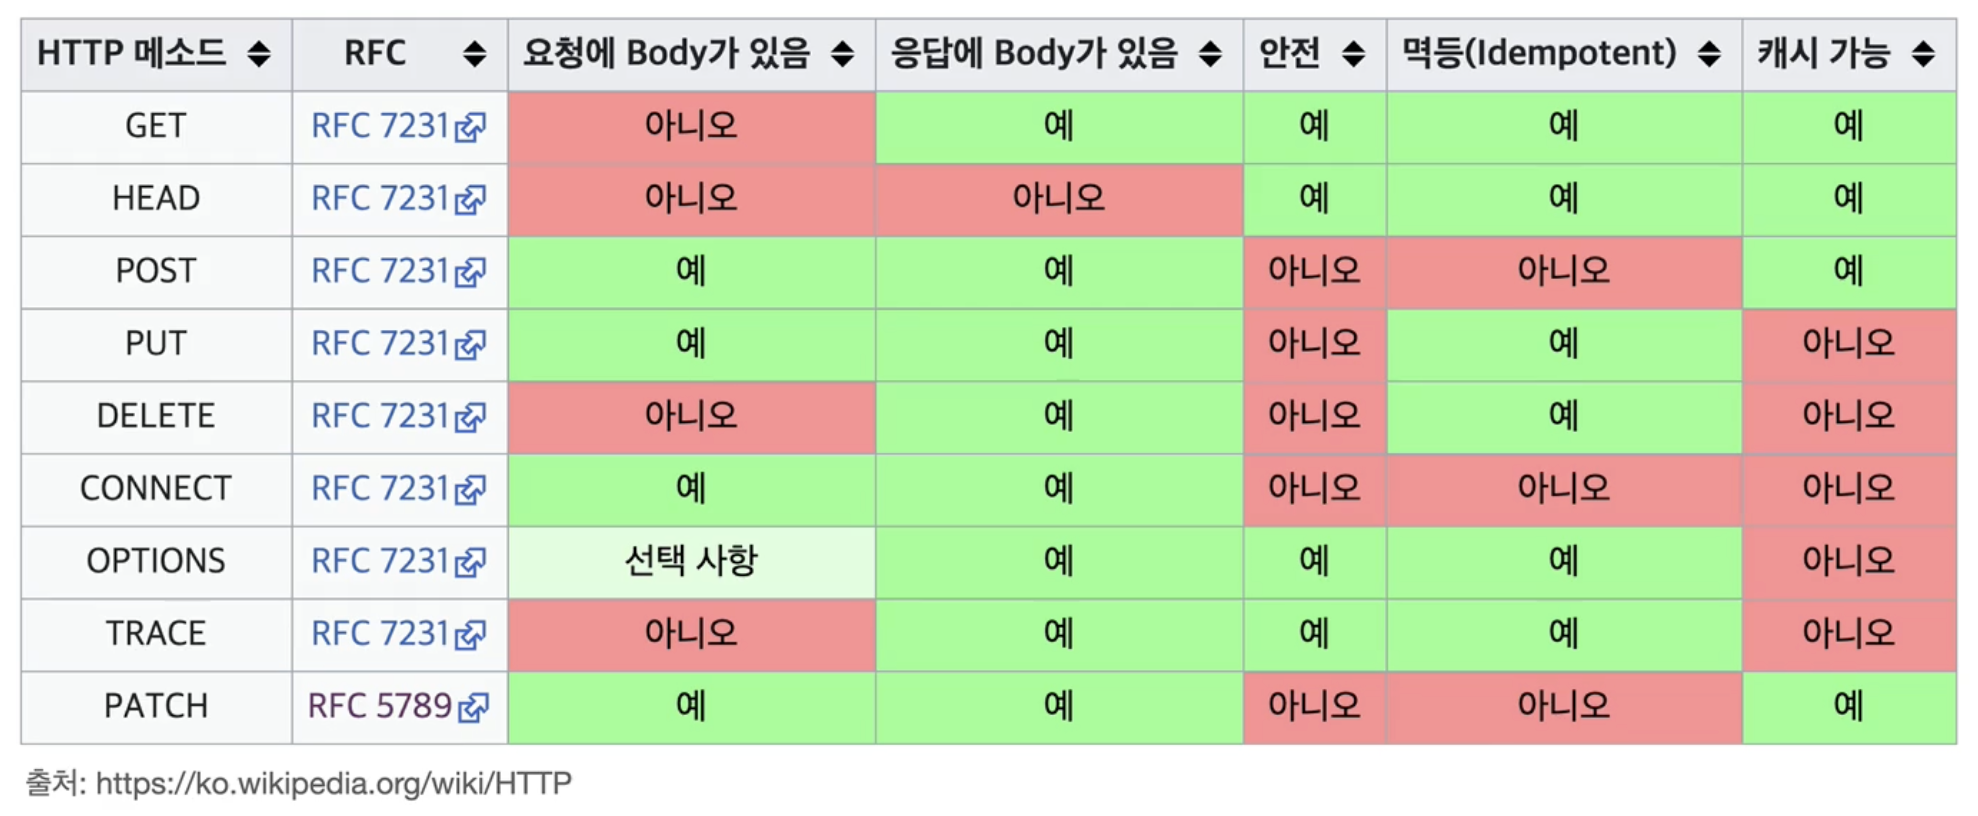 HTTP 메소드 RFC 요청에 Body가 있음 응답에 Body가 있음 안전 멱등(Idempotent) 캐시 가능
GET RFC 7231 아니오 예 예 예 예
HEAD RFC 7231 아니오 아니오 예 예 예
POST RFC 7231 예 예 아니오 아니오 예
PUT RFC 7231 예 예 아니오 예 아니오
DELETE RFC 7231 아니오 예 아니오 예 아니오
CONNECT RFC 7231 예 예 아니오 아니오 아니오
OPTIONS RFC 7231 선택 사항 예 예 예 아니오
TRACE RFC 7231 아니오 예 예 예 아니오
PATCH RFC 5789 예 예 아니오 아니오 예
출처: https://ko.wikipedia.org/wiki/HTTP